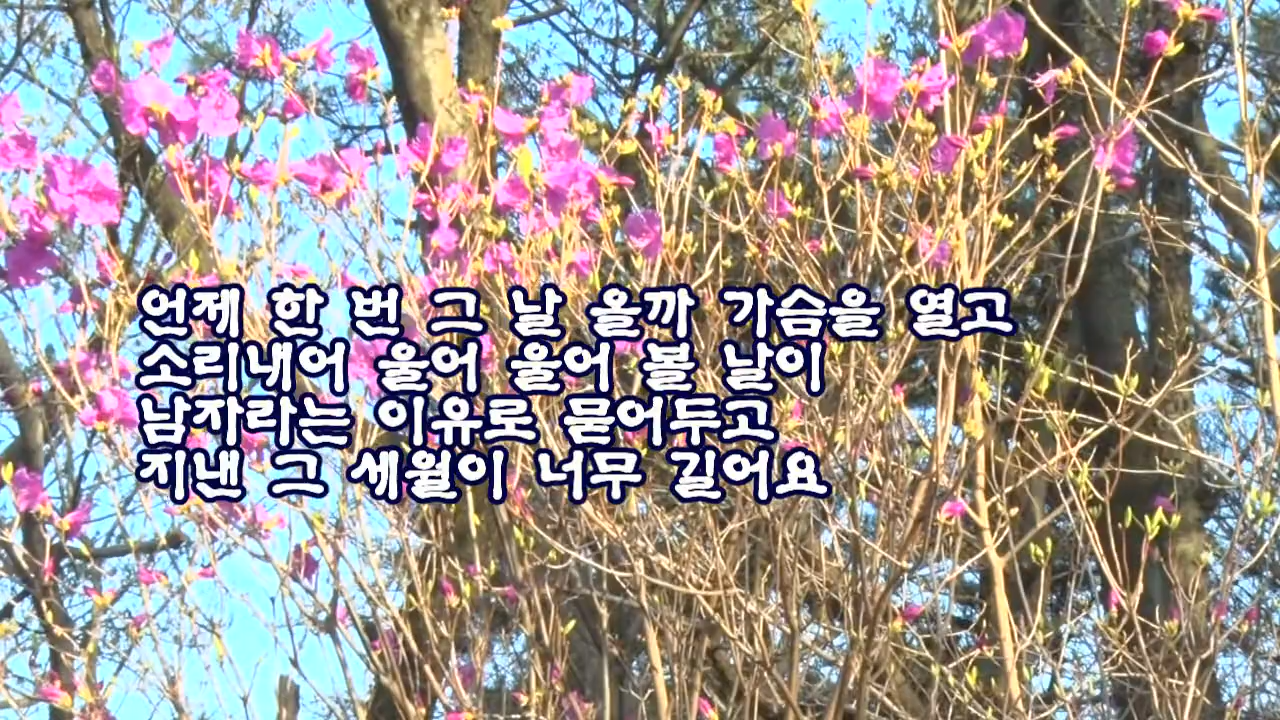 언제 한 번 그 날 올까 가슴을 열고
소리내어 울어 울어 볼 날이
남자라는 이유로 묻어두고
지낸 그 세월이 너무 길어요